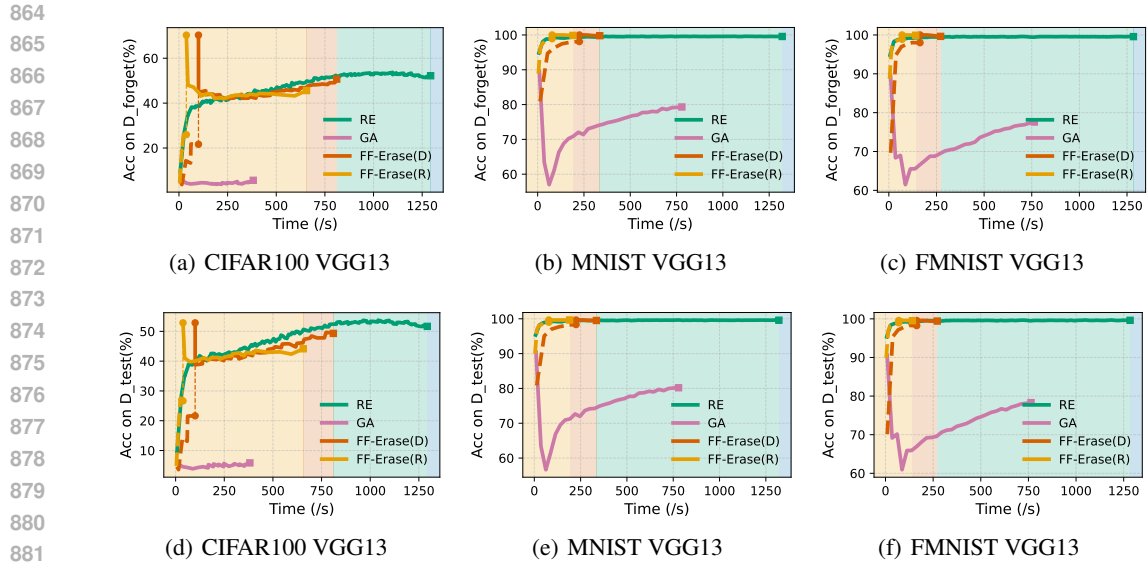 864
865
866
867
868
869
870
871
872
873
874
875
876
877
878
879
880
881
Acc on D_forget(%)
60
40
20
0 250 500 750 1000 1250
Time (/s)
RE
GA
FF-Erase(D)
FF-Erase(R)
(a) CIFAR100 VGG13
Acc on D_forget(%)
100
90
80
70
60
0 250 500 750 1000 1250
Time (/s)
RE
GA
FF-Erase(D)
FF-Erase(R)
(b) MNIST VGG13
Acc on D_forget(%)
100
90
80
70
60
0 250 500 750 1000 1250
Time (/s)
RE
GA
FF-Erase(D)
FF-Erase(R)
(c) FMNIST VGG13
Acc on D_test(%)
50
40
30
20
10
0 250 500 750 1000 1250
Time (/s)
RE
GA
FF-Erase(D)
FF-Erase(R)
(d) CIFAR100 VGG13
Acc on D_test(%)
100
90
80
70
60
0 250 500 750 1000 1250
Time (/s)
RE
GA
FF-Erase(D)
FF-Erase(R)
(e) MNIST VGG13
Acc on D_test(%)
100
90
80
70
60
0 250 500 750 1000 1250
Time (/s)
RE
GA
FF-Erase(D)
FF-Erase(R)
(f) FMNIST VGG13